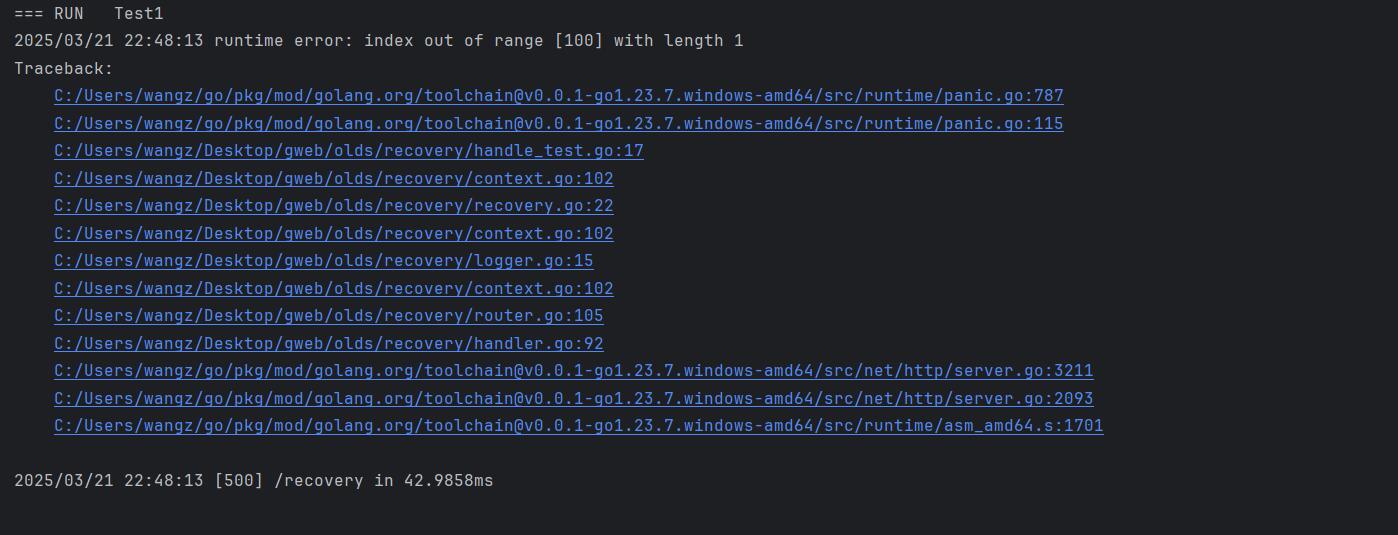 === RUN   Test1
2025/03/21 22:48:13 runtime error: index out of range [100] with length 1
Traceback:
    C:/Users/wangz/go/pkg/mod/golang.org/toolchain@v0.0.1-go1.23.7.windows-amd64/src/runtime/panic.go:787
    C:/Users/wangz/go/pkg/mod/golang.org/toolchain@v0.0.1-go1.23.7.windows-amd64/src/runtime/panic.go:115
    C:/Users/wangz/Desktop/gweb/olds/recovery/handle_test.go:17
    C:/Users/wangz/Desktop/gweb/olds/recovery/context.go:102
    C:/Users/wangz/Desktop/gweb/olds/recovery/recovery.go:22
    C:/Users/wangz/Desktop/gweb/olds/recovery/context.go:102
    C:/Users/wangz/Desktop/gweb/olds/recovery/logger.go:15
    C:/Users/wangz/Desktop/gweb/olds/recovery/context.go:102
    C:/Users/wangz/Desktop/gweb/olds/recovery/router.go:105
    C:/Users/wangz/Desktop/gweb/olds/recovery/handler.go:92
    C:/Users/wangz/go/pkg/mod/golang.org/toolchain@v0.0.1-go1.23.7.windows-amd64/src/net/http/server.go:3211
    C:/Users/wangz/go/pkg/mod/golang.org/toolchain@v0.0.1-go1.23.7.windows-amd64/src/net/http/server.go:2093
    C:/Users/wangz/go/pkg/mod/golang.org/toolchain@v0.0.1-go1.23.7.windows-amd64/src/runtime/asm_amd64.s:1701
2025/03/21 22:48:13 [500] /recovery in 42.9858ms